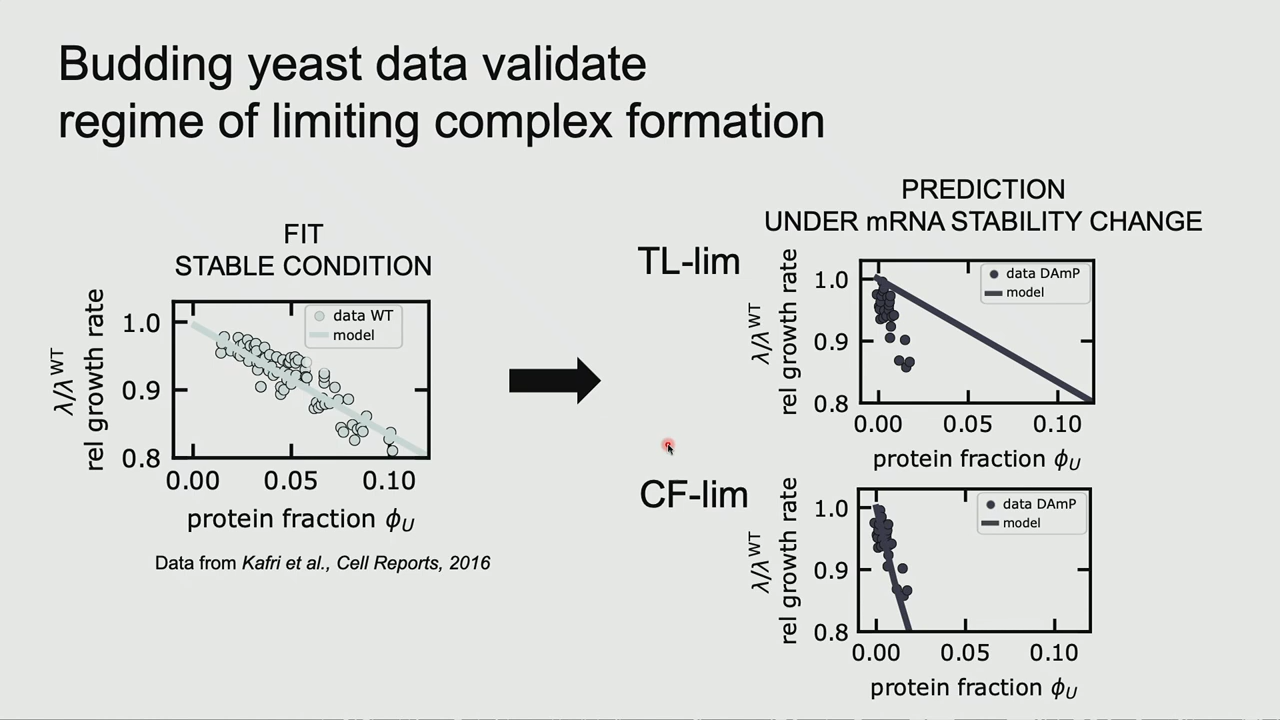 Budding yeast data validate
regime of limiting complex formation
FIT
STABLE CONDITION
λ/λ^WT
rel growth rate
1.0
0.9
0.8
data WT
model
0.00 0.05 0.10
protein fraction ϕ_U
Data from Kafri et al., Cell Reports, 2016
PREDICTION
UNDER mRNA STABILITY CHANGE
TL-lim
λ/λ^WT
rel growth rate
1.0
0.9
0.8
data DAmP
model
0.00 0.05 0.10
protein fraction ϕ_U
CF-lim
λ/λ^WT
rel growth rate
1.0
0.9
0.8
data DAmP
model
0.00 0.05 0.10
protein fraction ϕ_U